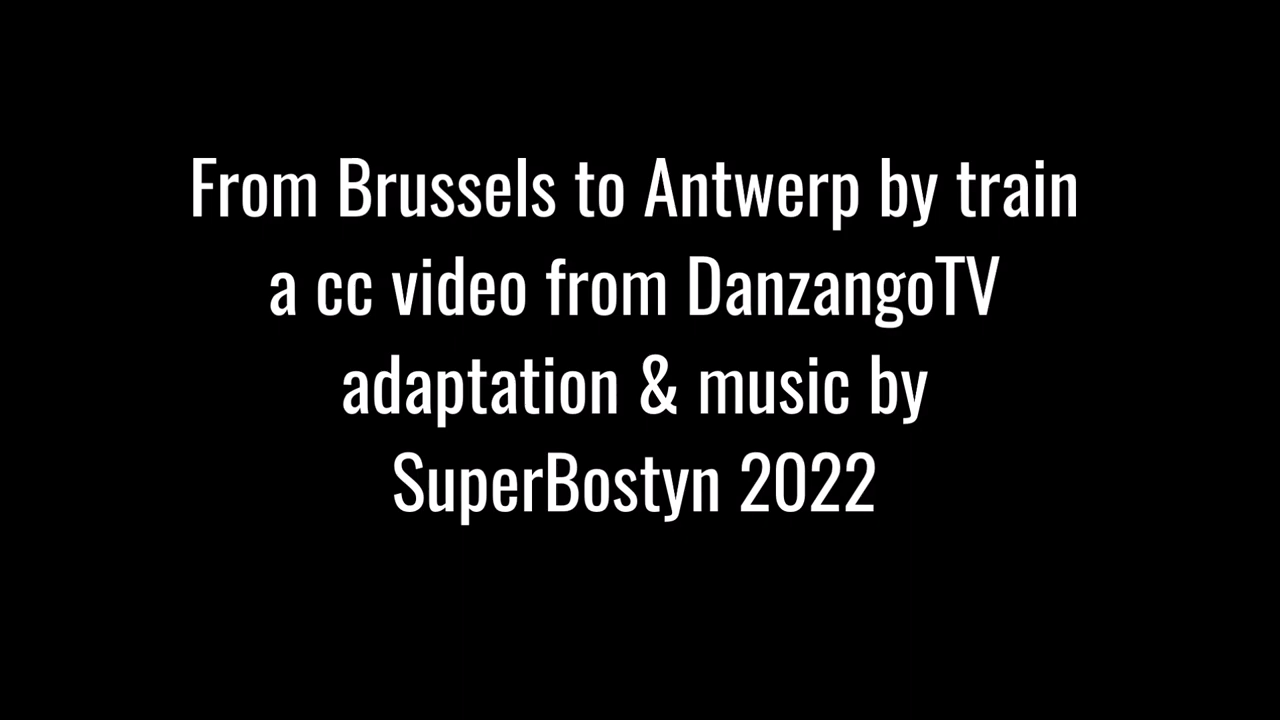 From Brussels to Antwerp by train
a cc video from DanzangoTV
adaptation & music by
SuperBostyn 2022